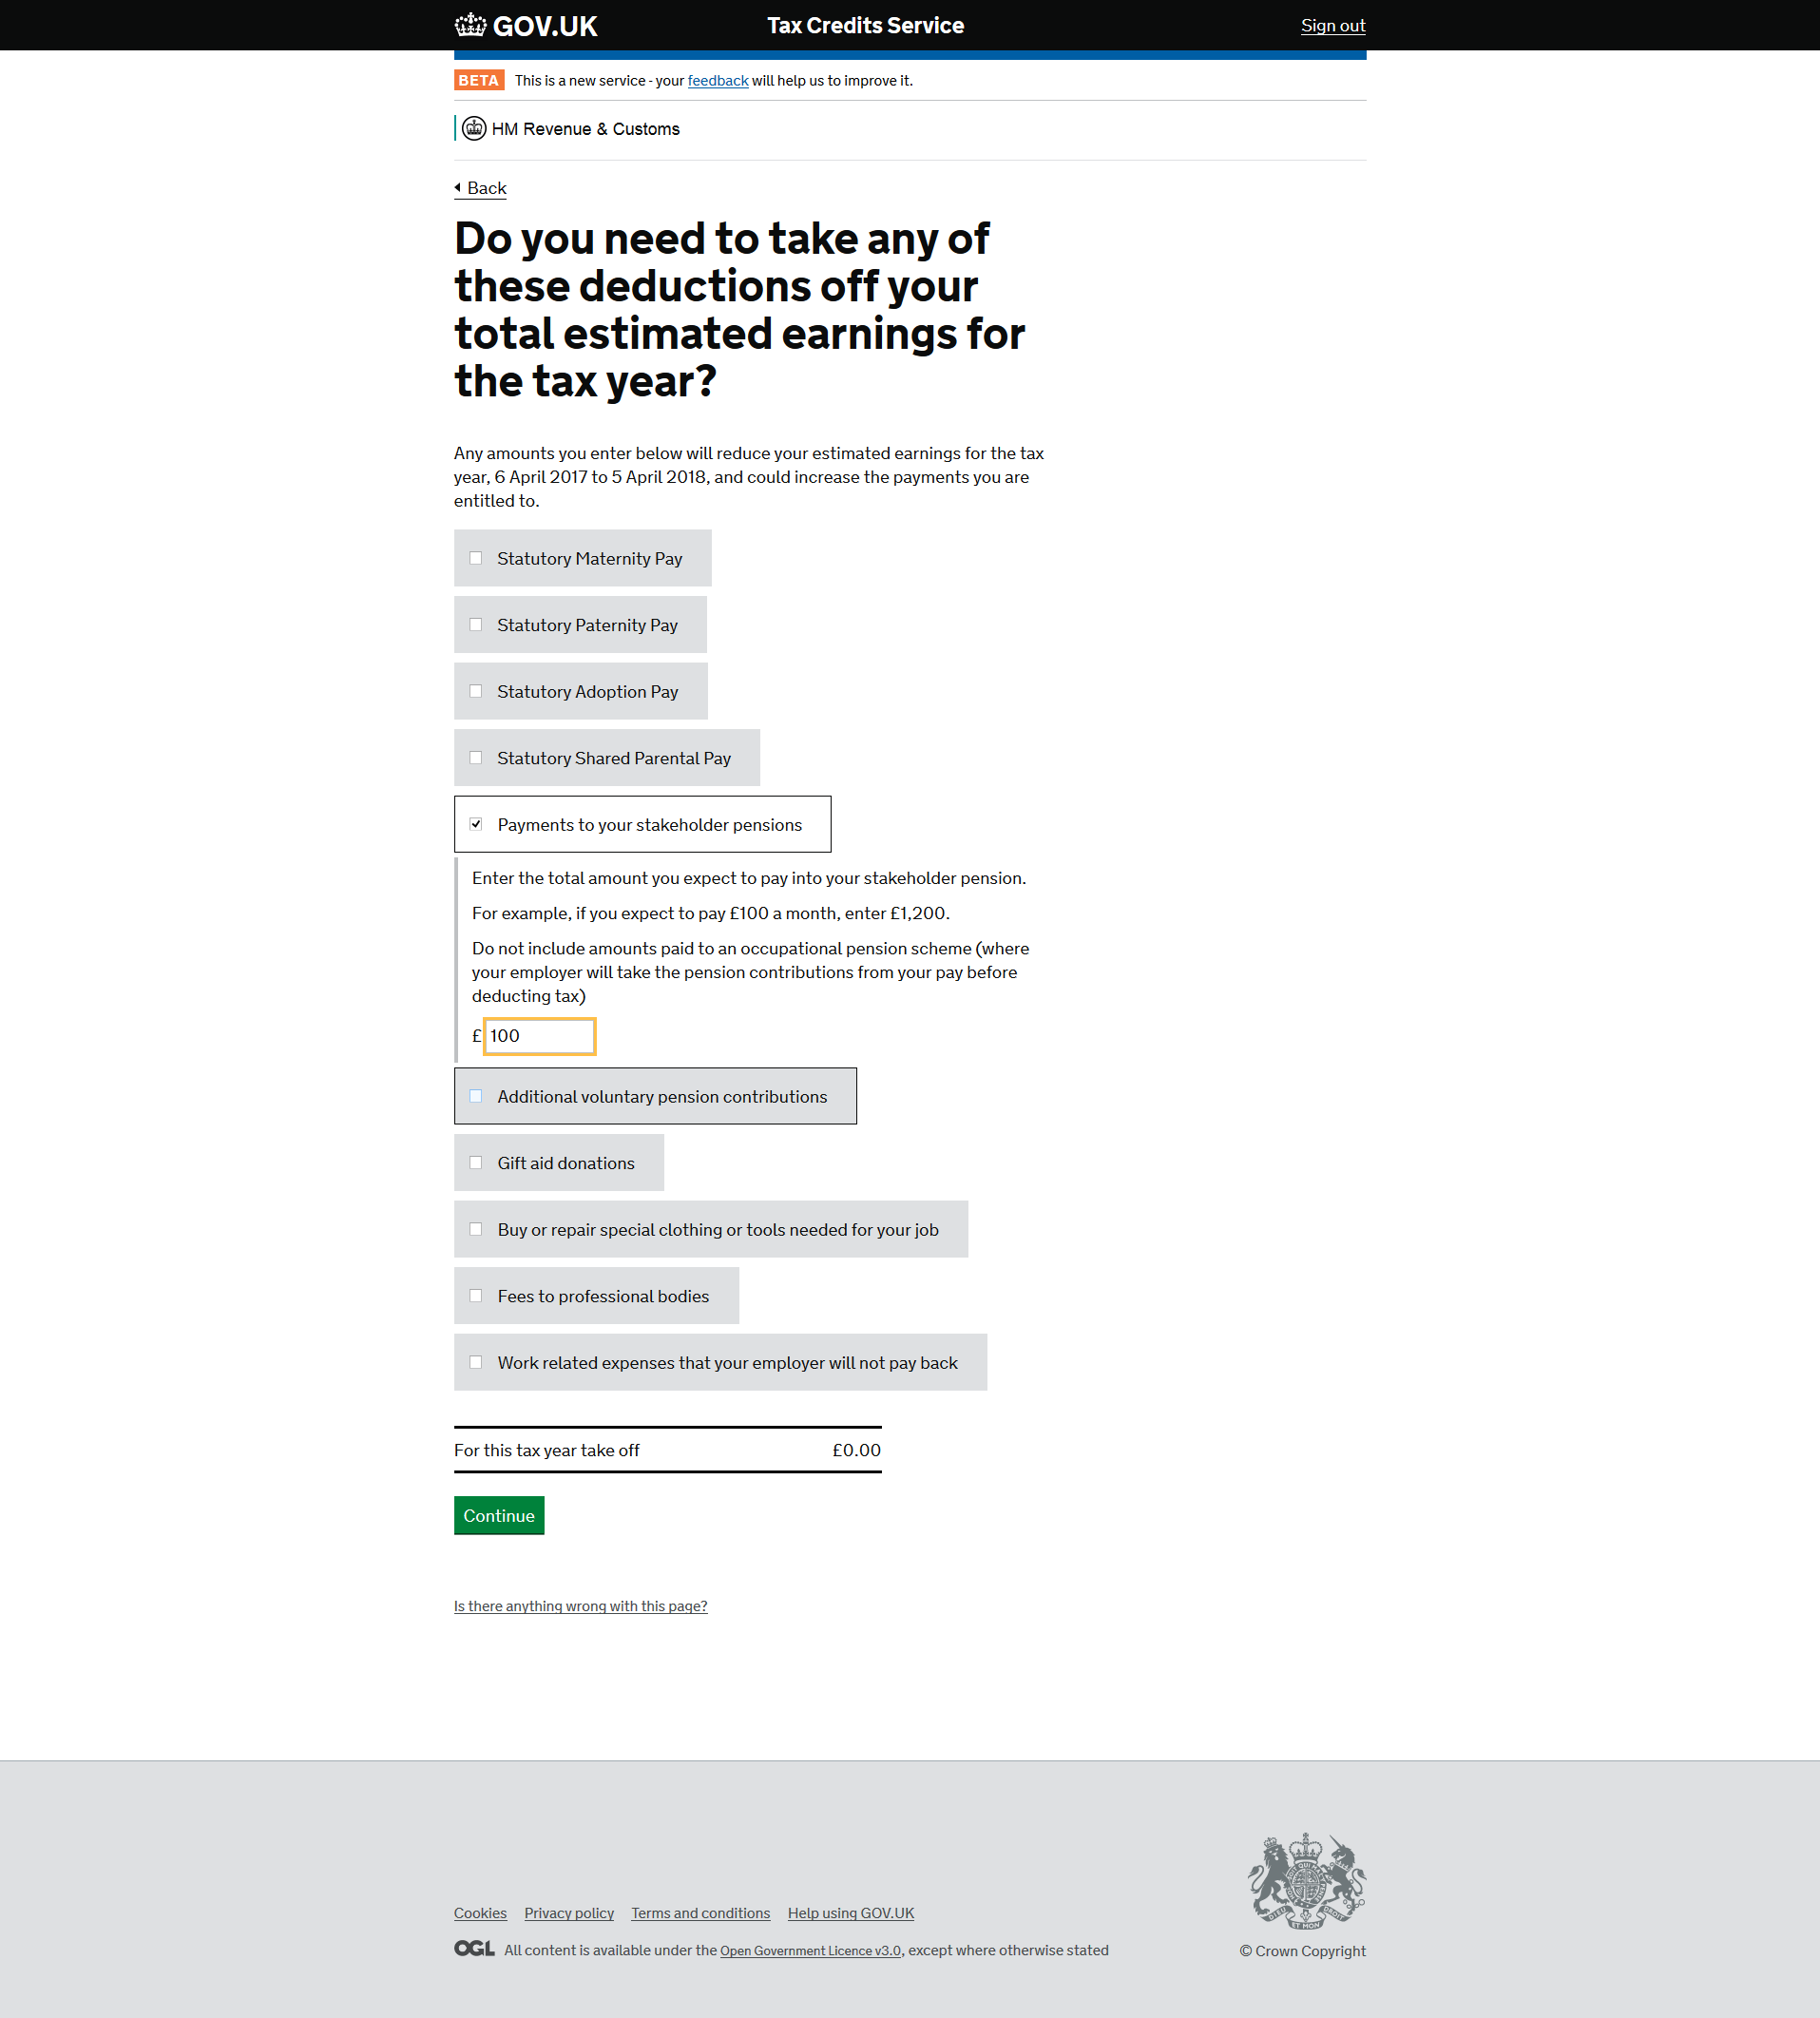 GOV.UK
Tax Credits Service
Sign out
BETA This is a new service - your feedback will help us to improve it.
HM Revenue & Customs
Back
Do you need to take any of
these deductions off your
total estimated earnings for
the tax year?
Any amounts you enter below will reduce your estimated earnings for the tax
year, 6 April 2017 to 5 April 2018, and could increase the payments you are
entitled to.
Statutory Maternity Pay
Statutory Paternity Pay
Statutory Adoption Pay
Statutory Shared Parental Pay
Payments to your stakeholder pensions
Enter the total amount you expect to pay into your stakeholder pension.
For example, if you expect to pay £100 a month, enter £1,200.
Do not include amounts paid to an occupational pension scheme (where
your employer will take the pension contributions from your pay before
deducting tax)
£ 100
Additional voluntary pension contributions
Gift aid donations
Buy or repair special clothing or tools needed for your job
Fees to professional bodies
Work related expenses that your employer will not pay back
For this tax year take off £0.00
Continue
Is there anything wrong with this page?
Cookies Privacy policy Terms and conditions Help using GOV.UK
OGL All content is available under the Open Government Licence v3.0, except where otherwise stated
DIEU ET MON DROIT
© Crown Copyright